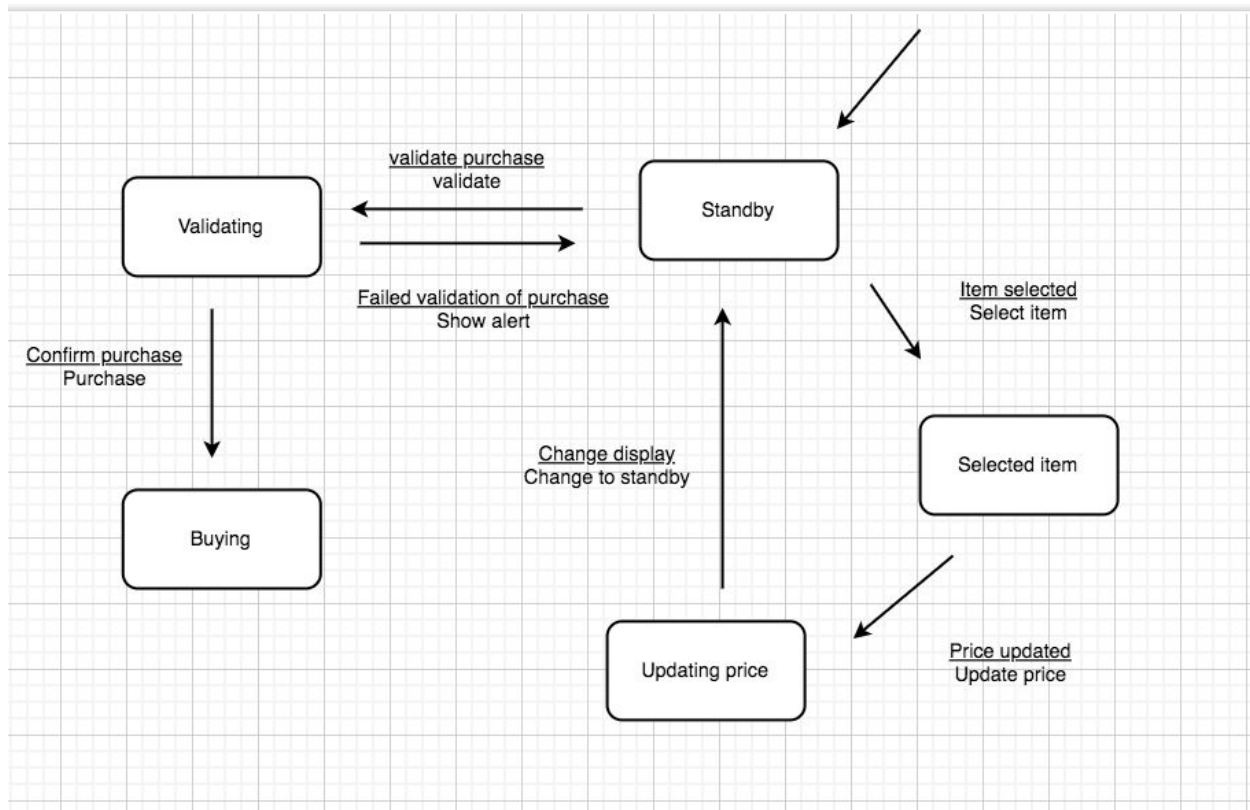 validate purchase
validate
Validating
Standby
Failed validation of purchase
Show alert
Item selected
Select item
Confirm purchase
Purchase
Change display
Change to standby
Selected item
Buying
Updating price
Price updated
Update price